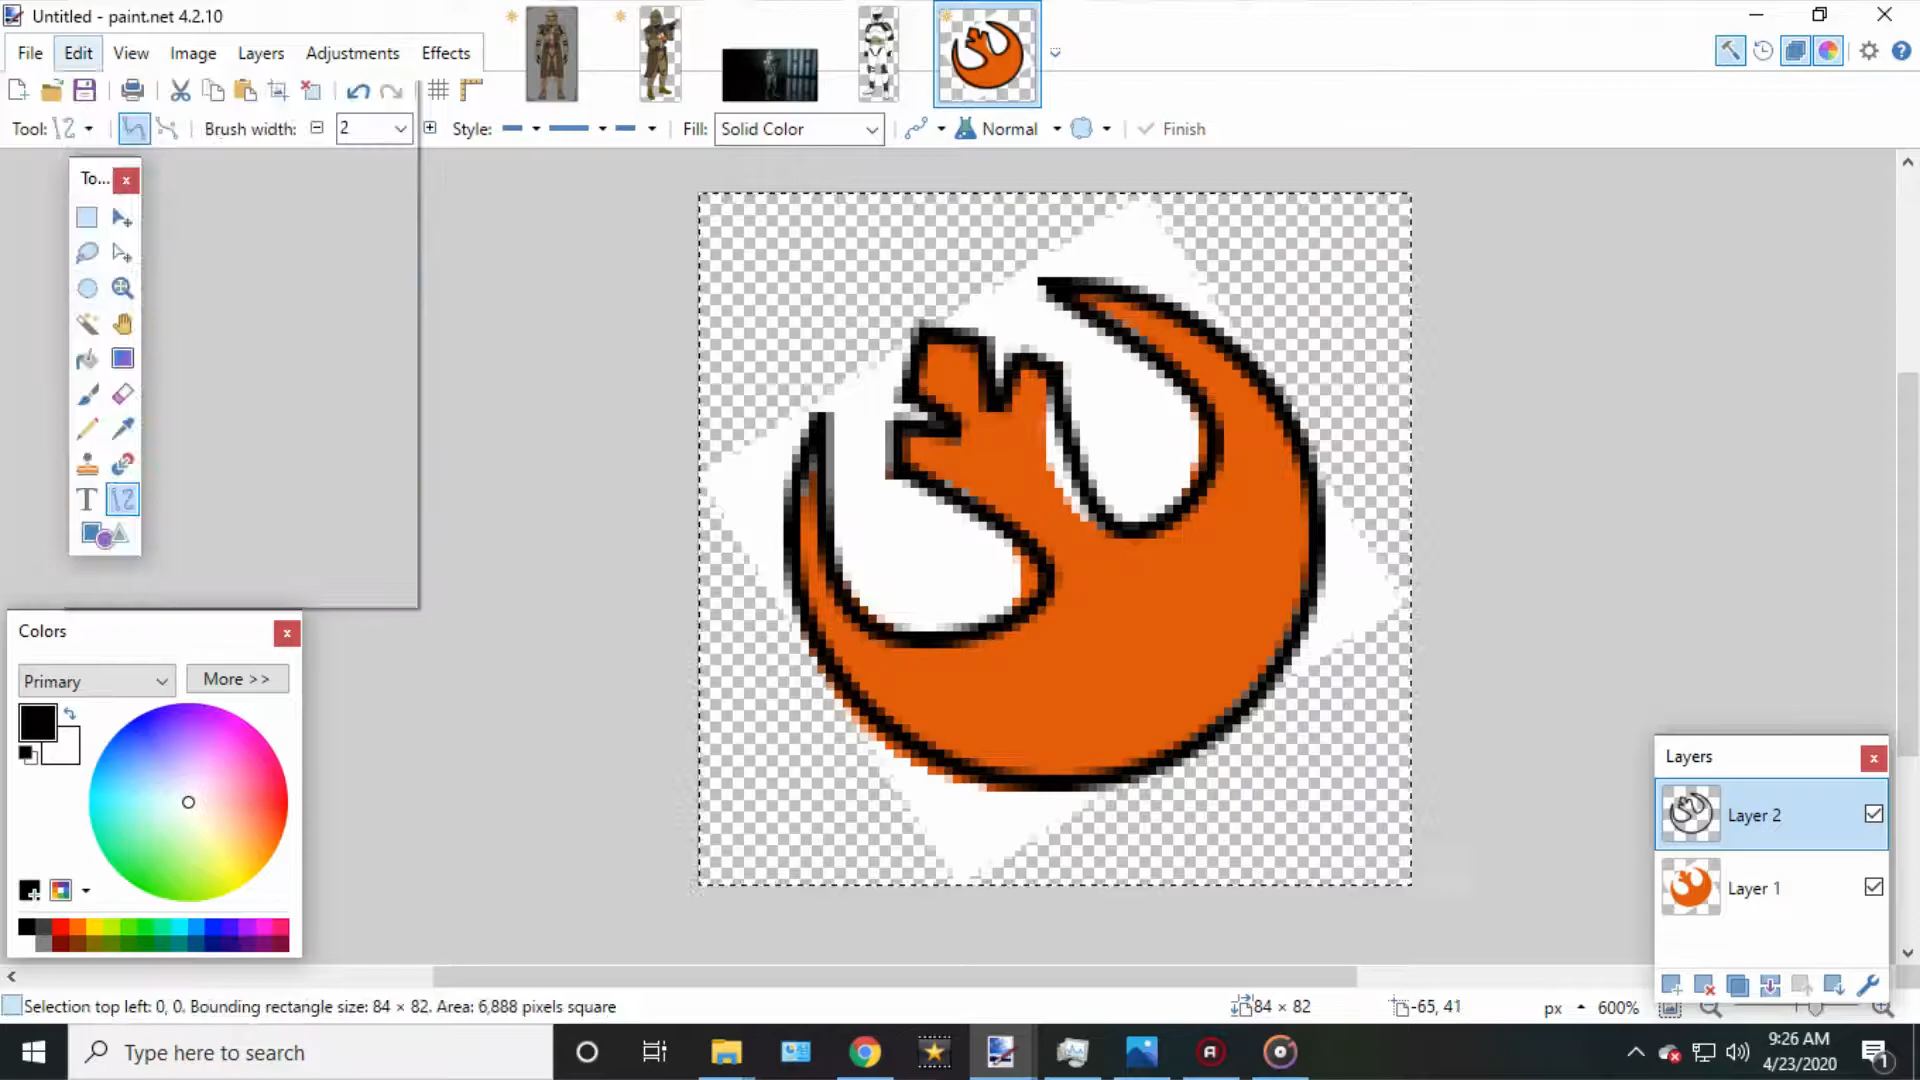 Untitled - paint.net 4.2.10
File Edit View Image Layers Adjustments Effects
Tool: Brush width: 2 Style: Fill: Solid Color Normal Finish
To...
T
Colors
Primary More >>
Layers
Layer 2
Layer 1
Selection top left: 0, 0. Bounding rectangle size: 84 × 82. Area: 6,888 pixels square 84 × 82 -65, 41 px 600%
Type here to search
9:26 AM
4/23/2020
1